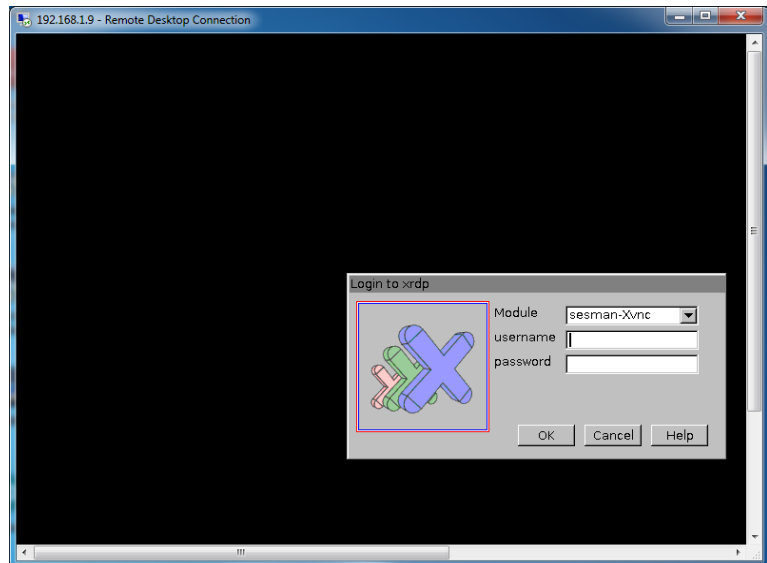 192.168.1.9 - Remote Desktop Connection
Login to xrdp
Module sesman-Xvnc
username
password
OK Cancel Help